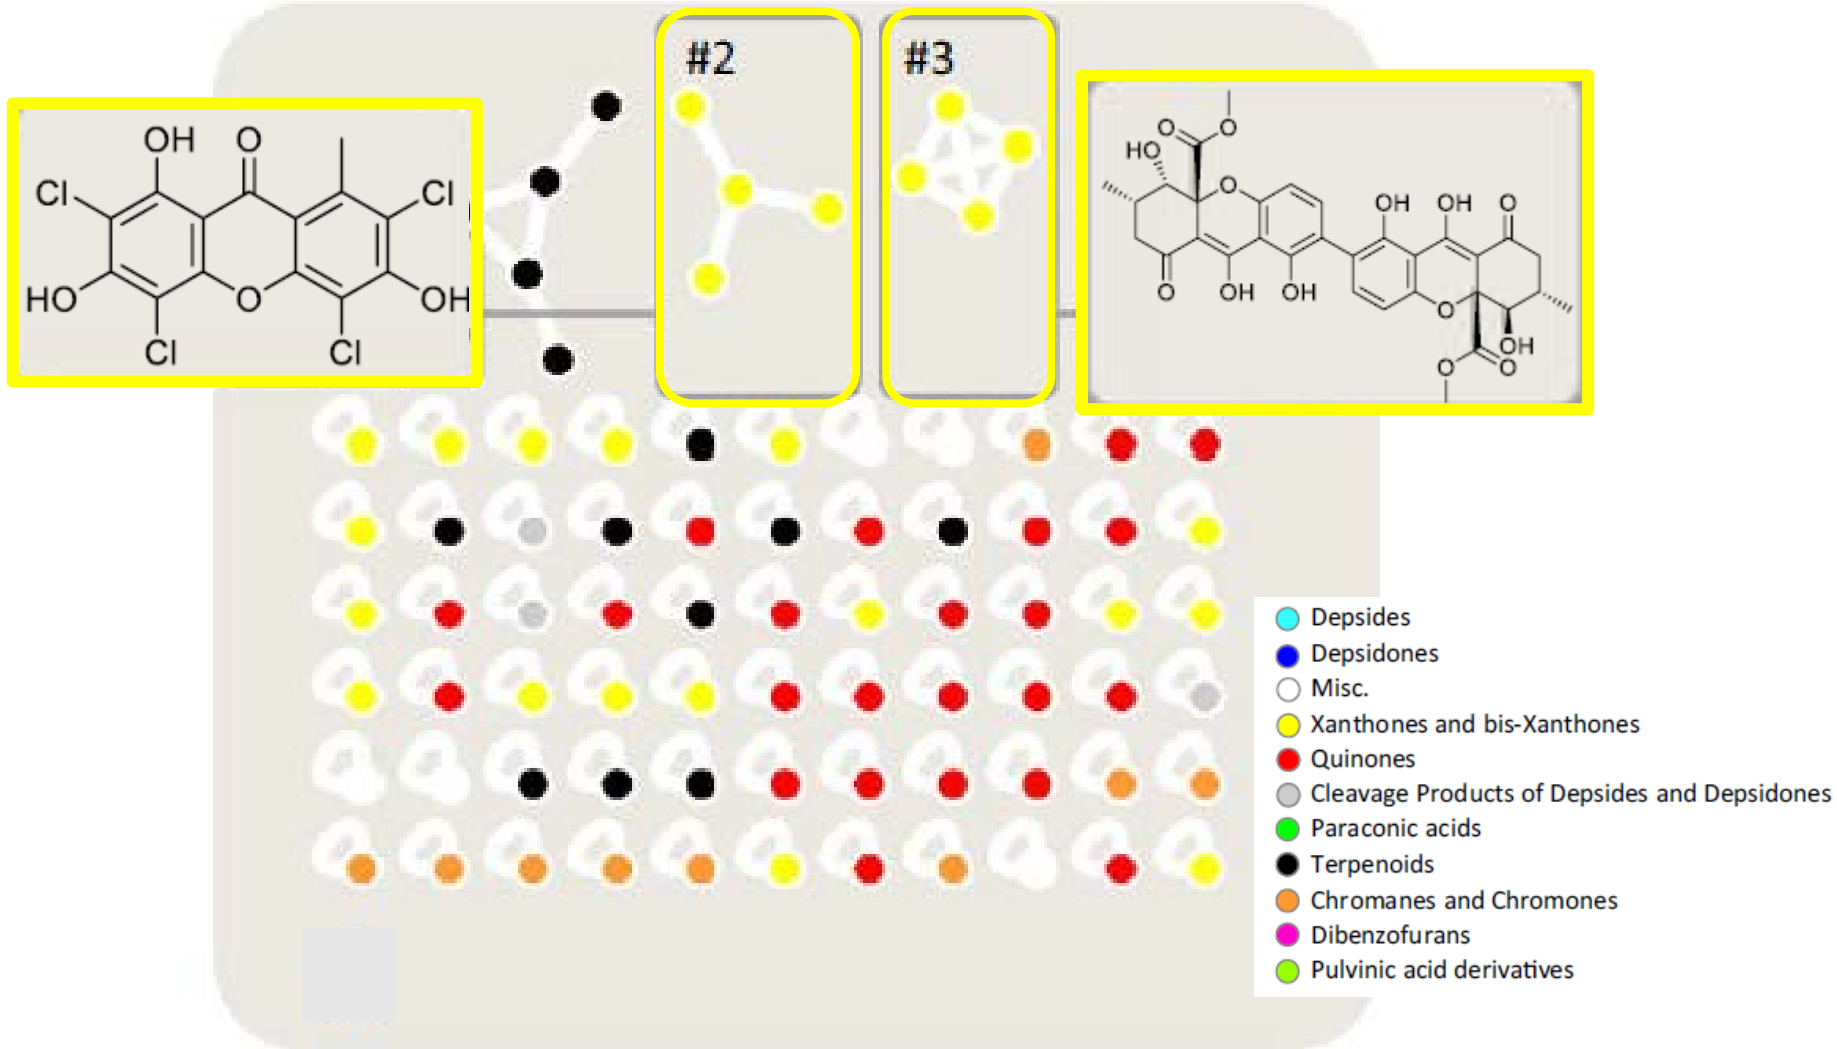 #2
#3
OH
O
Cl
Cl
HO
O
OH
Cl
Cl
O
O
HO
O
OH
OH
O
O
OH
OH
O
OH
O
O
Depsides
Depsidones
Misc.
Xanthones and bis-Xanthones
Quinones
Cleavage Products of Depsides and Depsidones
Paraconic acids
Terpenoids
Chromanes and Chromones
Dibenzofurans
Pulvinic acid derivatives